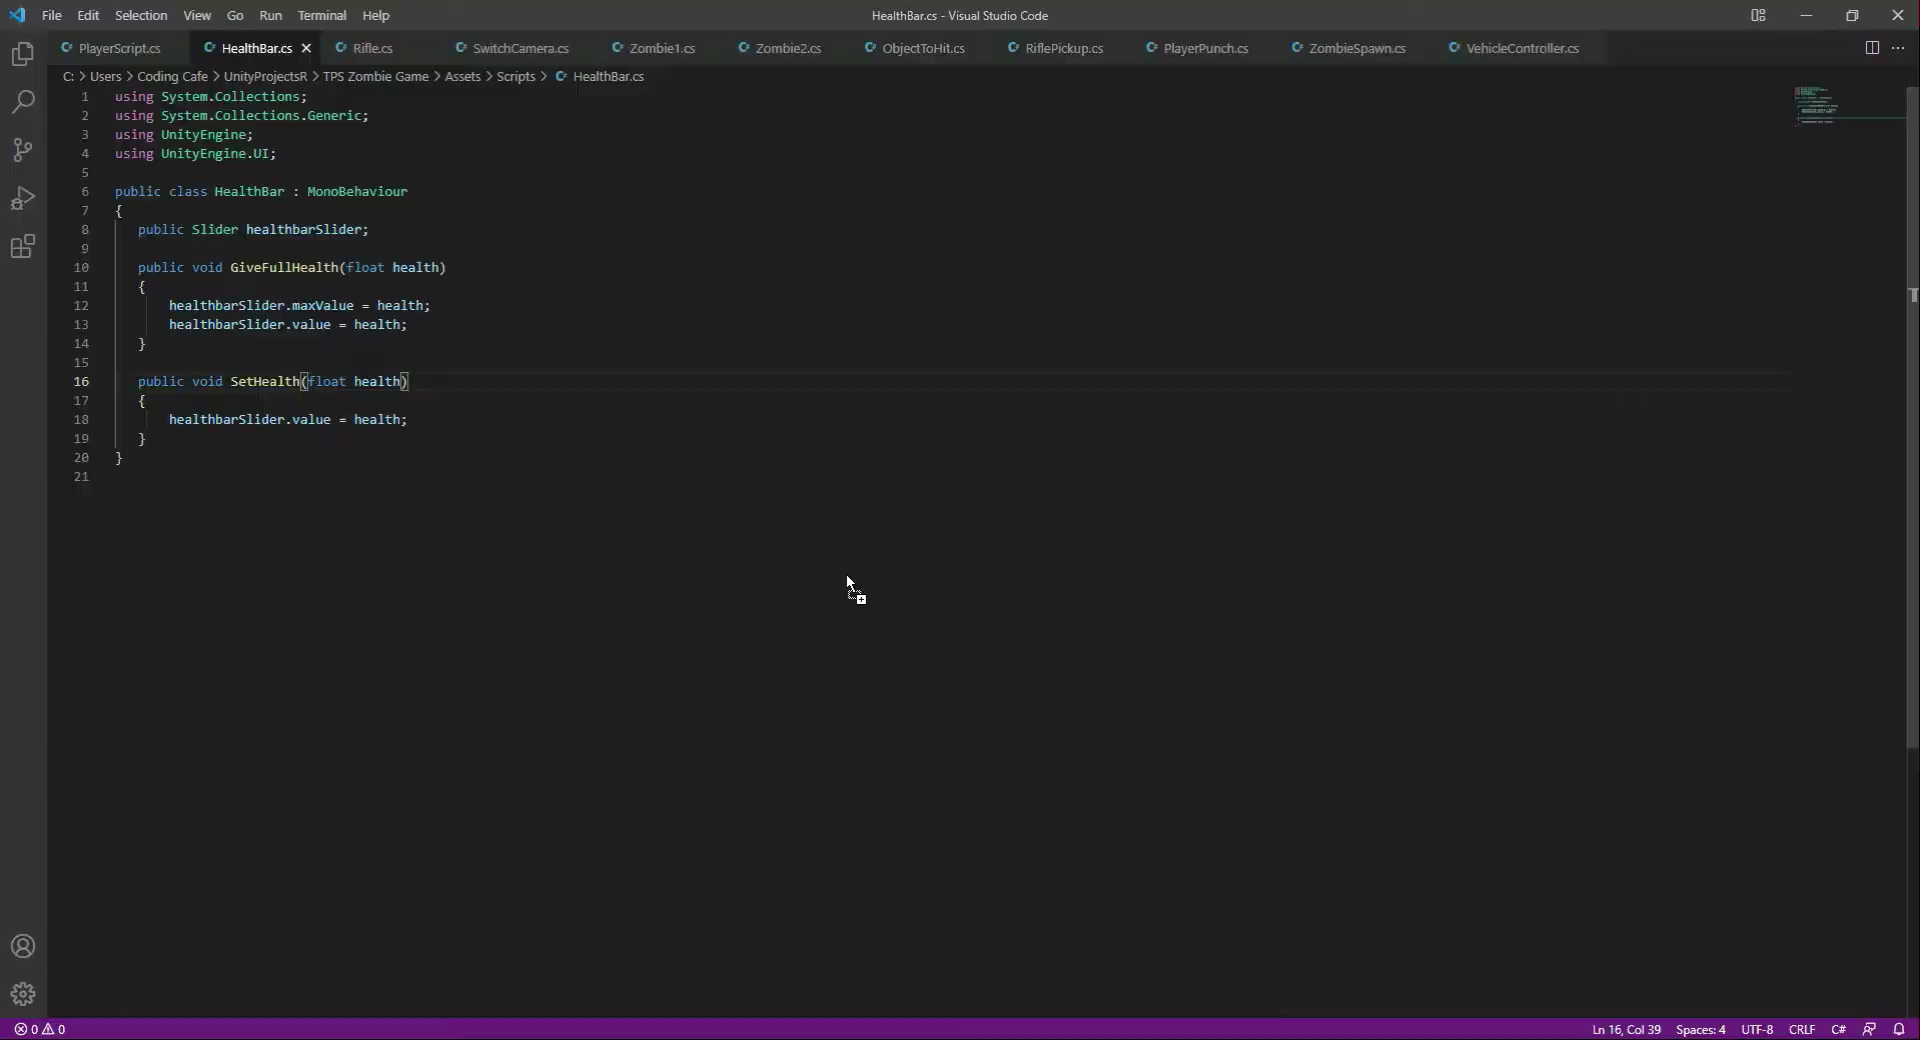 File Edit Selection View Go Run Terminal Help
HealthBar.cs - Visual Studio Code
PlayerScript.cs HealthBar.cs Rifle.cs SwitchCamera.cs Zombie1.cs Zombie2.cs ObjectToHit.cs RiflePickup.cs PlayerPunch.cs ZombieSpawn.cs VehicleController.cs
C: > Users > Coding Cafe > UnityProjectsR > TPS Zombie Game > Assets > Scripts > HealthBar.cs
1 using System.Collections;
2 using System.Collections.Generic;
3 using UnityEngine;
4 using UnityEngine.UI;
5
6 public class HealthBar : MonoBehaviour
7 {
8 public Slider healthbarSlider;
9
10 public void GiveFullHealth(float health)
11 {
12 healthbarSlider.maxValue = health;
13 healthbarSlider.value = health;
14 }
15
16 public void SetHealth(float health)
17 {
18 healthbarSlider.value = health;
19 }
20 }
21
0 0 Ln 16, Col 39 Spaces: 4 UTF-8 CRLF C#